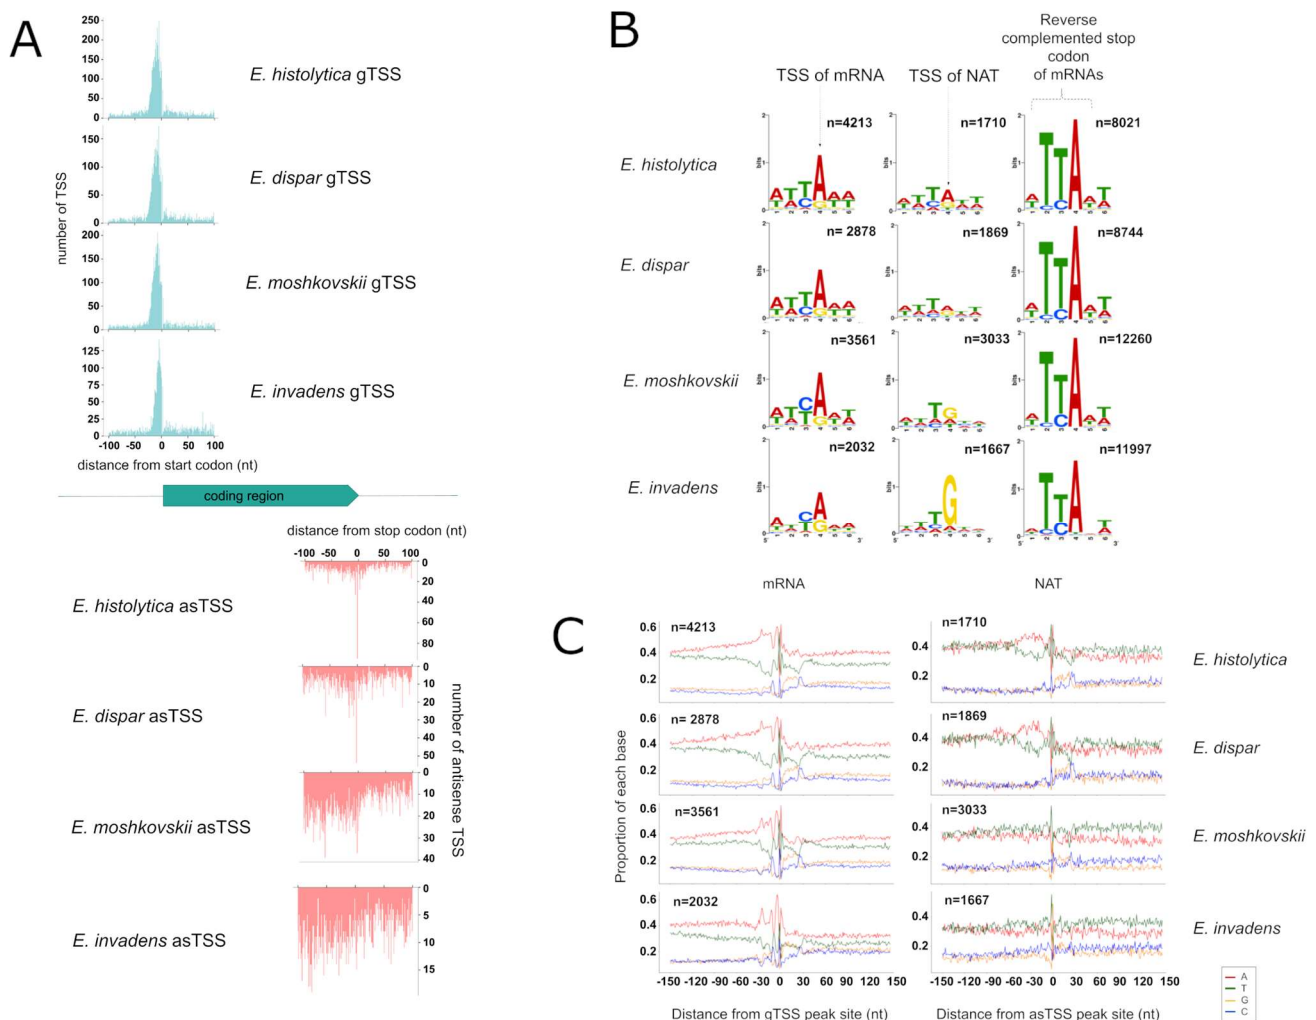 A
250
200
150
100
50
0
E. histolytica gTSS
150
100
50
0
E. dispar gTSS
number of TSS
200
150
100
50
0
E. moshkovskii gTSS
125
100
75
50
25
0
E. invadens gTSS
-100 -50 0 50 100
distance from start codon (nt)
coding region
distance from stop codon (nt)
-100 -50 0 50 100
0
20
40
60
80
E. histolytica asTSS
0
10
20
30
40
50
E. dispar asTSS
number of antisense TSS
0
10
20
30
40
E. moshkovskii asTSS
0
5
10
15
E. invadens asTSS
B
TSS of mRNA
TSS of NAT
Reverse
complemented stop
codon
of mRNAs
E. histolytica
n=4213
n=1710
n=8021
E. dispar
n= 2878
n=1869
n=8744
E. moshkovskii
n=3561
n=3033
n=12260
E. invadens
n=2032
n=1667
n=11997
5' 3' 5' 3' 5' 3'
C
mRNA
NAT
Proportion of each base
0.6
0.4
0.2
n=4213
0.4
0.2
n=1710
E. histolytica
0.6
0.4
0.2
n= 2878
0.4
0.2
n=1869
E. dispar
0.6
0.4
0.2
n=3561
0.4
0.2
n=3033
E. moshkovskii
0.6
0.4
0.2
n=2032
0.4
0.2
n=1667
E. invadens
-150 -120 -90 -60 -30 0 30 60 90 120 150
-150 -120 -90 -60 -30 0 30 60 90 120 150
Distance from gTSS peak site (nt)
Distance from asTSS peak site (nt)
A
T
G
C